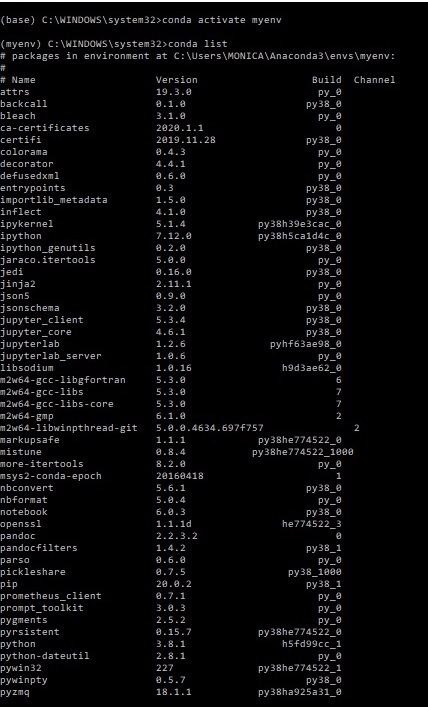 (base) C:\WINDOWS\system32>conda activate myenv
(myenv) C:\WINDOWS\system32>conda list
# packages in environment at C:\Users\MONICA\Anaconda3\envs\myenv:
#
# Name Version Build Channel
attrs 19.3.0 py_0
backcall 0.1.0 py38_0
bleach 3.1.0 py_0
ca-certificates 2020.1.1 0
certifi 2019.11.28 py38_0
colorama 0.4.3 py_0
decorator 4.4.1 py_0
defusedxml 0.6.0 py_0
entrypoints 0.3 py38_0
importlib_metadata 1.5.0 py38_0
inflect 4.1.0 py38_0
ipykernel 5.1.4 py38h39e3cac_0
ipython 7.12.0 py38h5ca1d4c_0
ipython_genutils 0.2.0 py38_0
jaraco.itertools 5.0.0 py_0
jedi 0.16.0 py38_0
jinja2 2.11.1 py_0
json5 0.9.0 py_0
jsonschema 3.2.0 py38_0
jupyter_client 5.3.4 py38_0
jupyter_core 4.6.1 py38_0
jupyterlab 1.2.6 pyhf63ae98_0
jupyterlab_server 1.0.6 py_0
libsodium 1.0.16 h9d3ae62_0
m2w64-gcc-libgfortran 5.3.0 6
m2w64-gcc-libs 5.3.0 7
m2w64-gcc-libs-core 5.3.0 7
m2w64-gmp 6.1.0 2
m2w64-libwinpthread-git 5.0.0.4634.697f757 2
markupsafe 1.1.1 py38he774522_0
mistune 0.8.4 py38he774522_1000
more-itertools 8.2.0 py_0
msys2-conda-epoch 20160418 1
nbconvert 5.6.1 py38_0
nbformat 5.0.4 py_0
notebook 6.0.3 py38_0
openssl 1.1.1d he774522_3
pandoc 2.2.3.2 0
pandocfilters 1.4.2 py38_1
parso 0.6.0 py_0
pickleshare 0.7.5 py38_1000
pip 20.0.2 py38_1
prometheus_client 0.7.1 py_0
prompt_toolkit 3.0.3 py_0
pygments 2.5.2 py_0
pyrsistent 0.15.7 py38he774522_0
python 3.8.1 h5fd99cc_1
python-dateutil 2.8.1 py_0
pywin32 227 py38he774522_1
pywinpty 0.5.7 py38_0
pyzmq 18.1.1 py38ha925a31_0